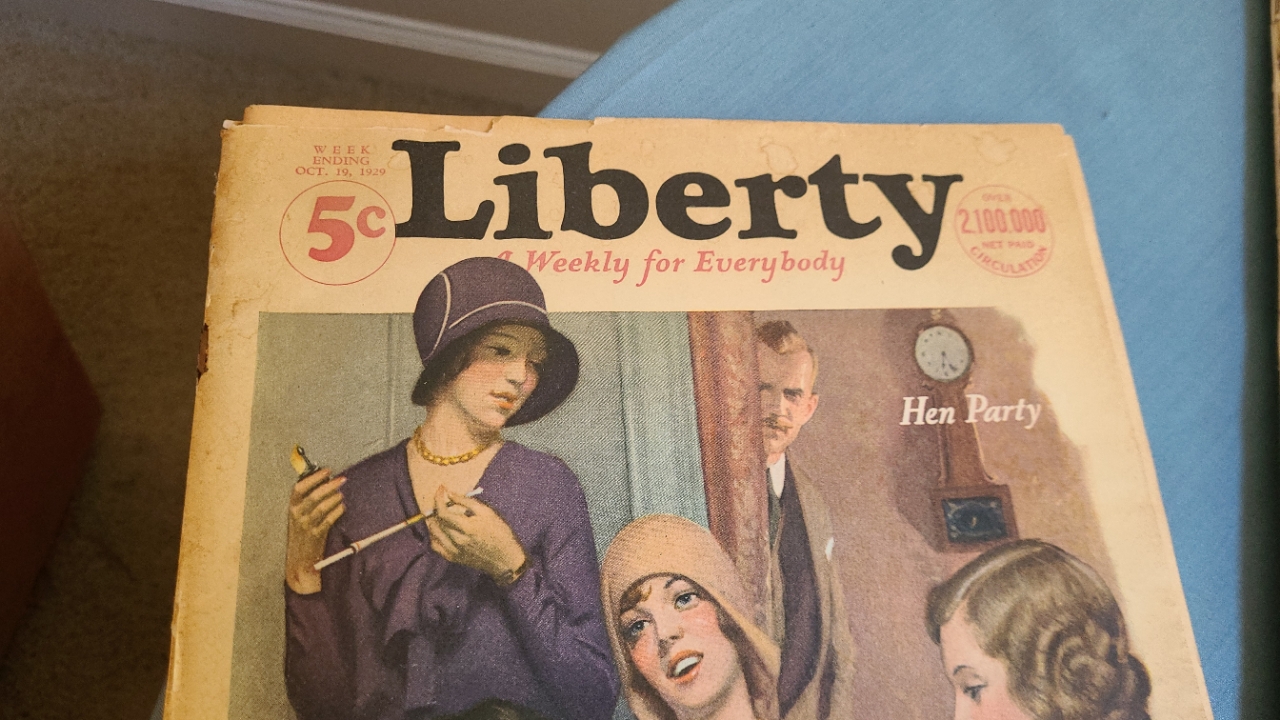 WEEK
ENDING
OCT. 19, 1929
5c
Liberty
A Weekly for Everybody
OVER
2,100,000
NET PAID
CIRCULATION
Hen Party